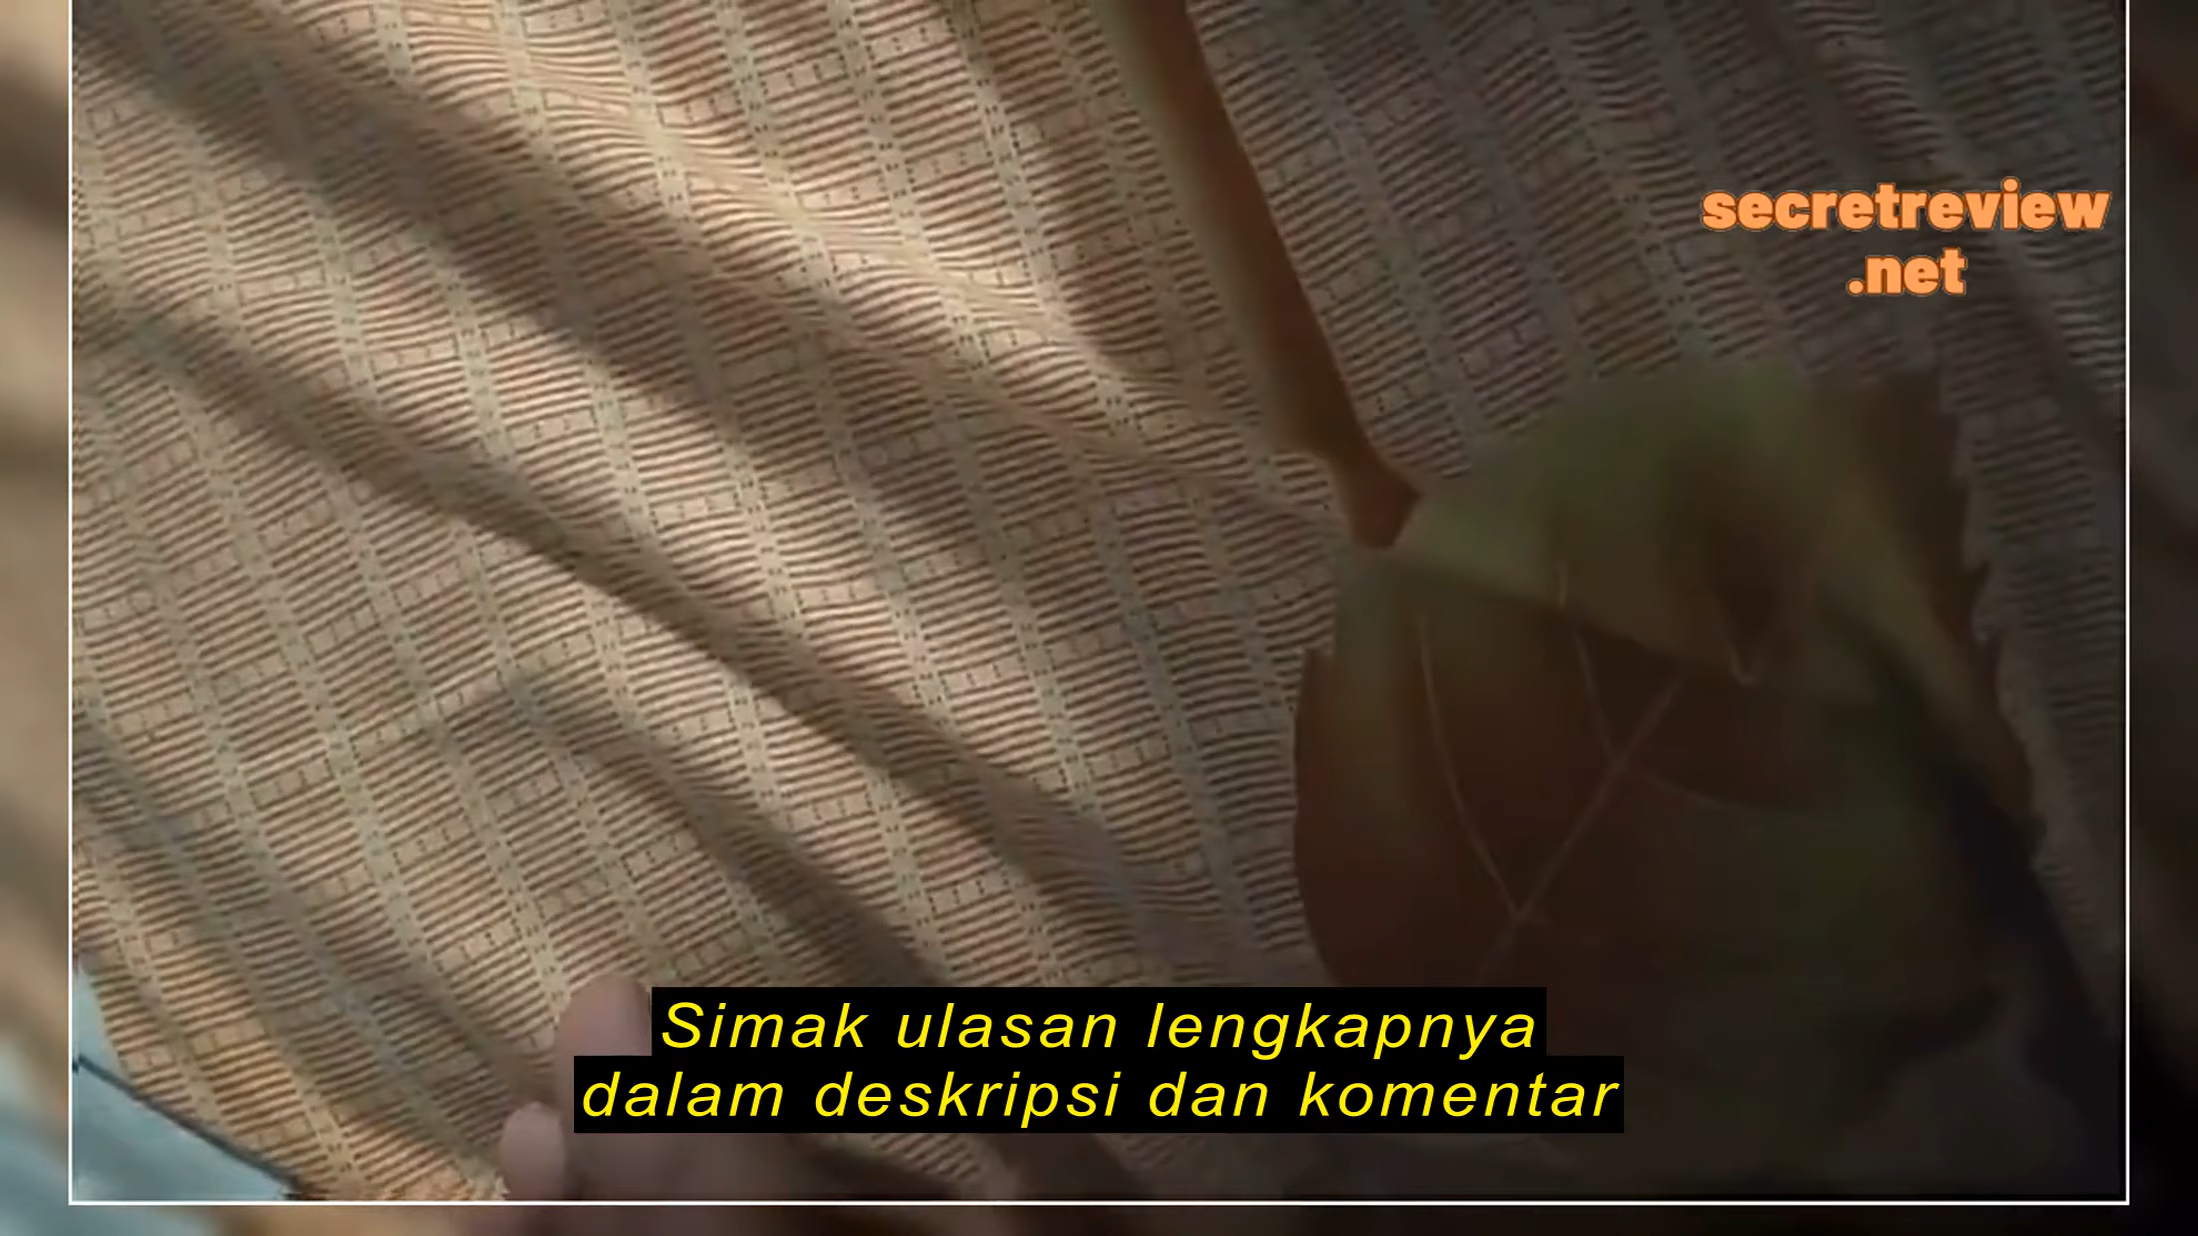 secretreview
.net
Simak ulasan lengkapnya
dalam deskripsi dan komentar